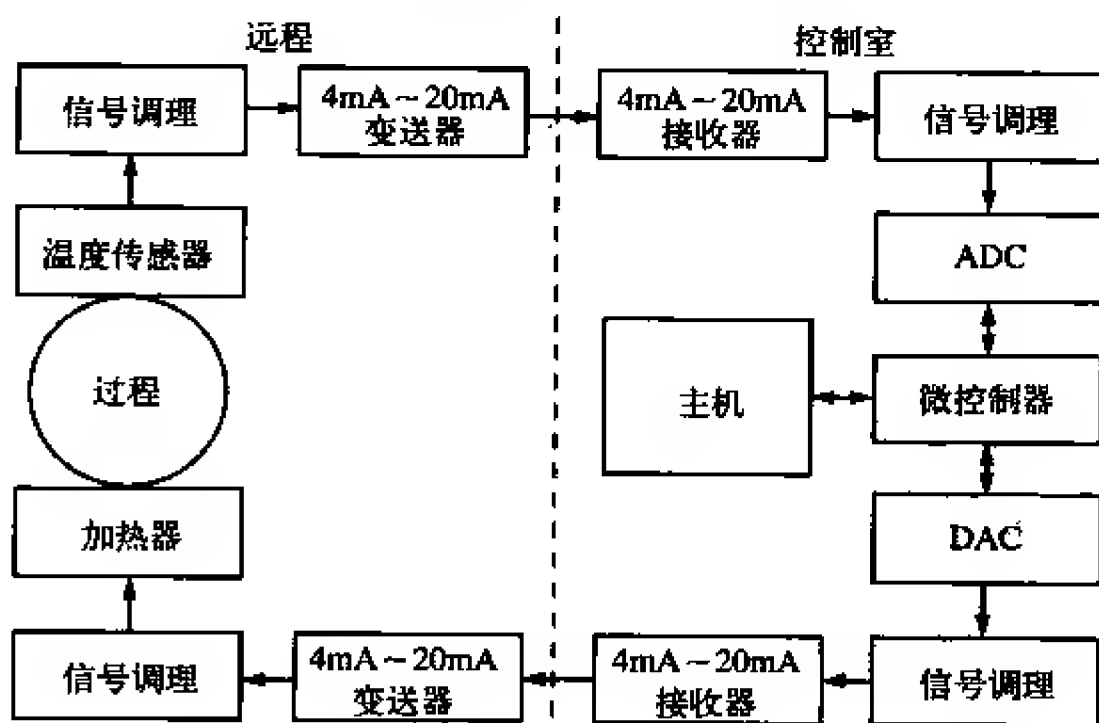 远程
控制室
信号调理
4mA～20mA
变送器
4mA～20mA
接收器
信号调理
温度传感器
ADC
过程
主机
微控制器
加热器
DAC
信号调理
4mA～20mA
变送器
4mA～20mA
接收器
信号调理